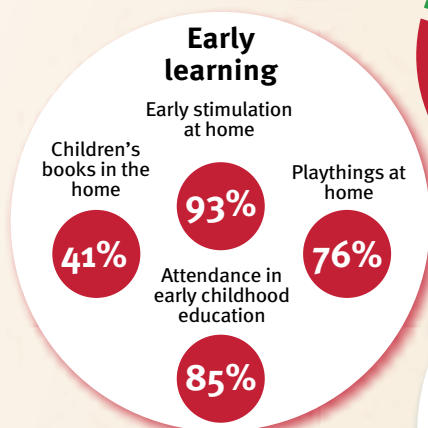 Early
learning
Early stimulation
at home
93%
Children's
books in the
home
41%
Playthings at
home
76%
Attendance in
early childhood
education
85%